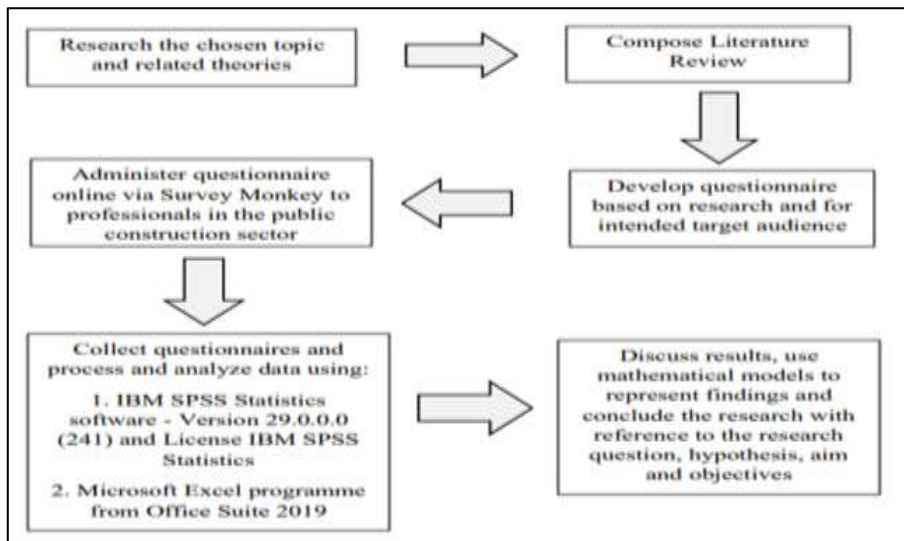 Research the chosen topic
and related theories
Compose Literature
Review
Develop questionnaire
based on research and for
intended target audience
Administer questionnaire
online via Survey Monkey to
professionals in the public
construction sector
Collect questionnaires and
process and analyze data using:
1. IBM SPSS Statistics
software - Version 29.0.0.0
(241) and License IBM SPSS
Statistics
2. Microsoft Excel programme
from Office Suite 2019
Discuss results, use
mathematical models to
represent findings and
conclude the research with
reference to the research
question, hypothesis, aim
and objectives